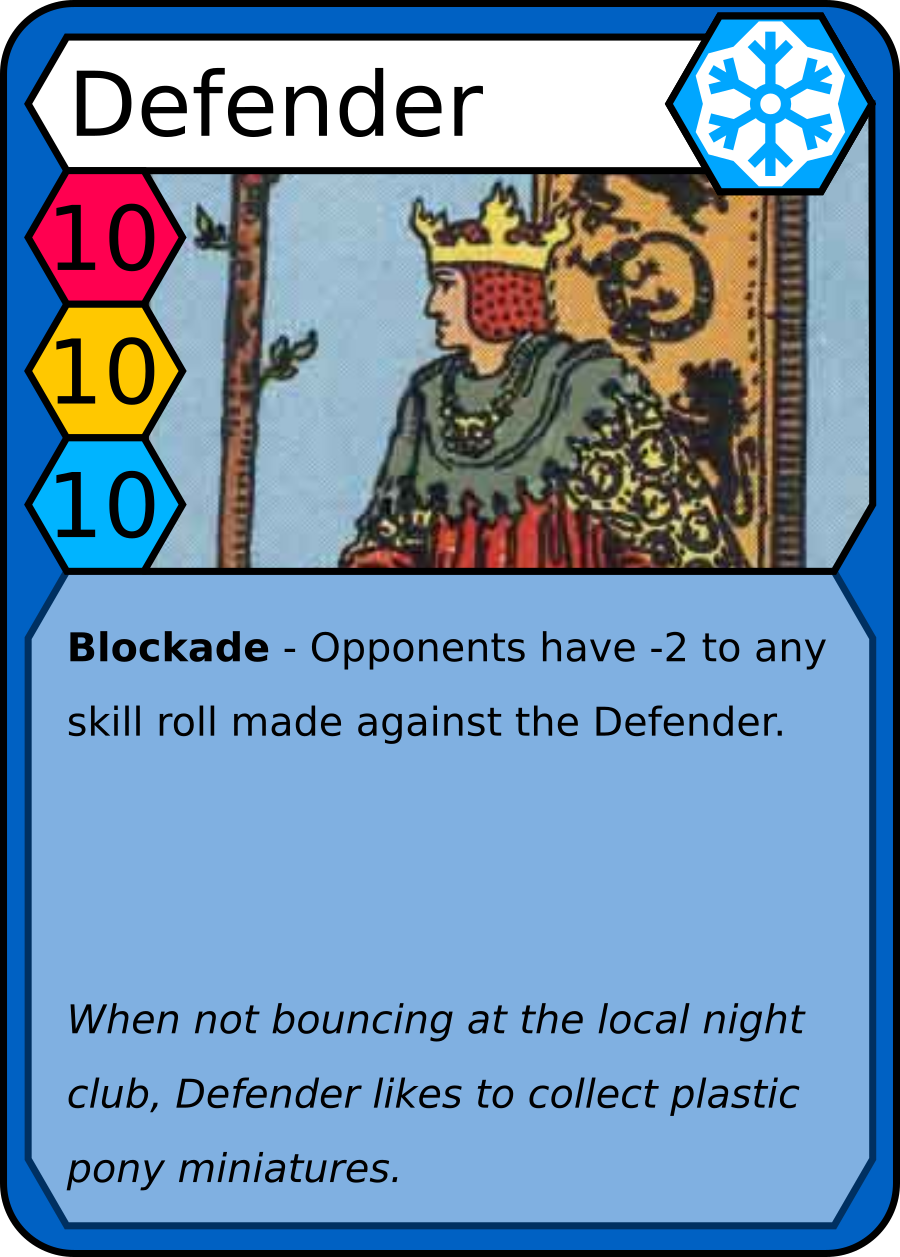 Defender
10
10
10
Blockade - Opponents have -2 to any
skill roll made against the Defender.
When not bouncing at the local night
club, Defender likes to collect plastic
pony miniatures.